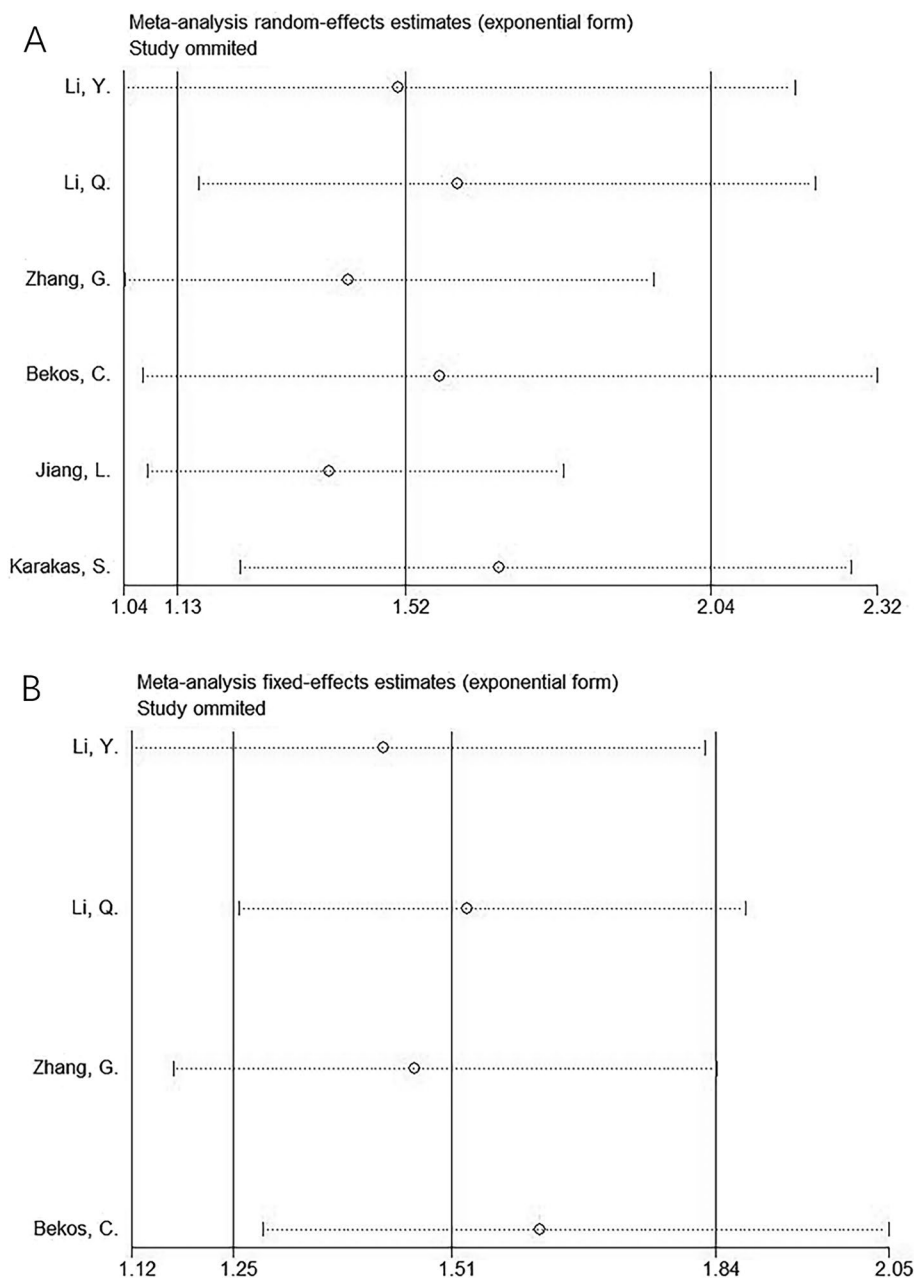 A
Meta-analysis random-effects estimates (exponential form)
Study ommited
Li, Y.
Li, Q.
Zhang, G.
Bekos, C.
Jiang, L.
Karakas, S.
1.04 1.13 1.52 2.04 2.32
B
Meta-analysis fixed-effects estimates (exponential form)
Study ommited
Li, Y.
Li, Q.
Zhang, G.
Bekos, C.
1.12 1.25 1.51 1.84 2.05